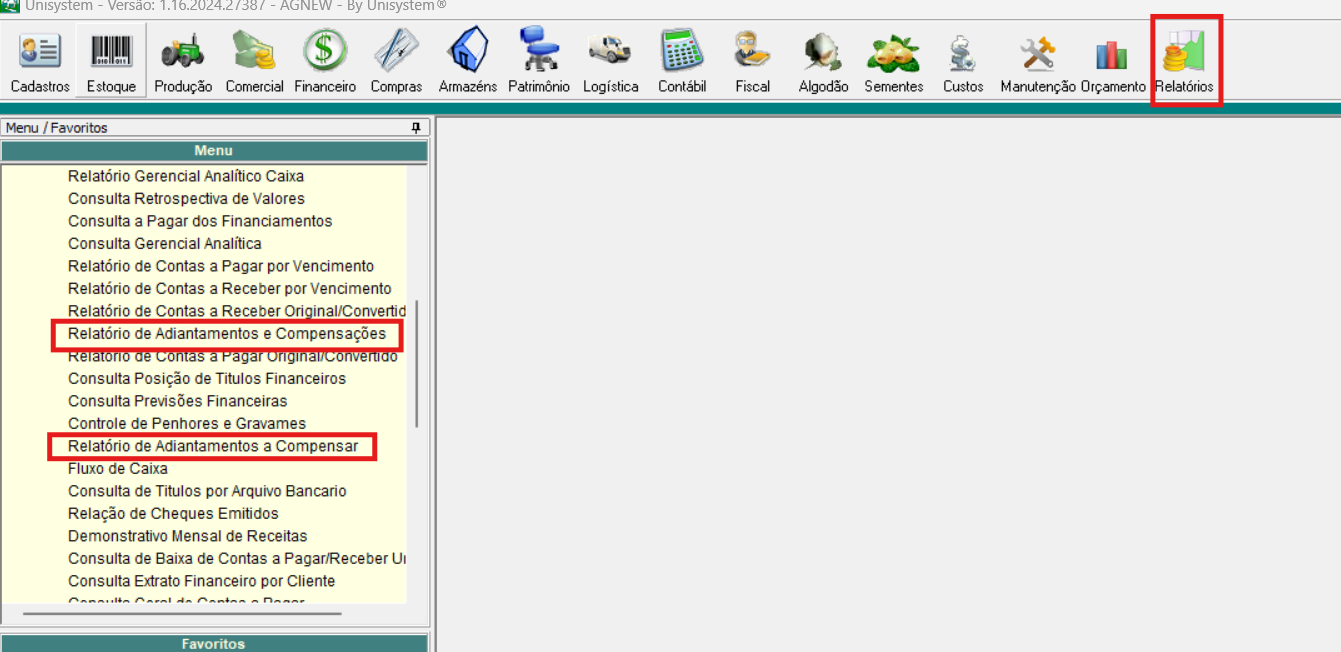 Unisystem - Versão: 1.16.2024.27387 - AGNEW - By Unisystem®
Cadastros Estoque Produção Comercial Financeiro Compras Armazéns Patrimônio Logística Contábil Fiscal Algodão Sementes Custos Manutenção Orçamento Relatórios
Menu / Favoritos
Menu
Relatório Gerencial Analítico Caixa
Consulta Retrospectiva de Valores
Consulta a Pagar dos Financiamentos
Consulta Gerencial Analítica
Relatório de Contas a Pagar por Vencimento
Relatório de Contas a Receber por Vencimento
Relatório de Contas a Receber Original/Convertid
Relatório de Adiantamentos e Compensações
Relatório de Contas a Pagar Original/Convertido
Consulta Posição de Titulos Financeiros
Consulta Previsões Financeiras
Controle de Penhores e Gravames
Relatório de Adiantamentos a Compensar
Fluxo de Caixa
Consulta de Titulos por Arquivo Bancario
Relação de Cheques Emitidos
Demonstrativo Mensal de Receitas
Consulta de Baixa de Contas a Pagar/Receber Un
Consulta Extrato Financeiro por Cliente
Consulta Geral de Contas a Pagar
Favoritos